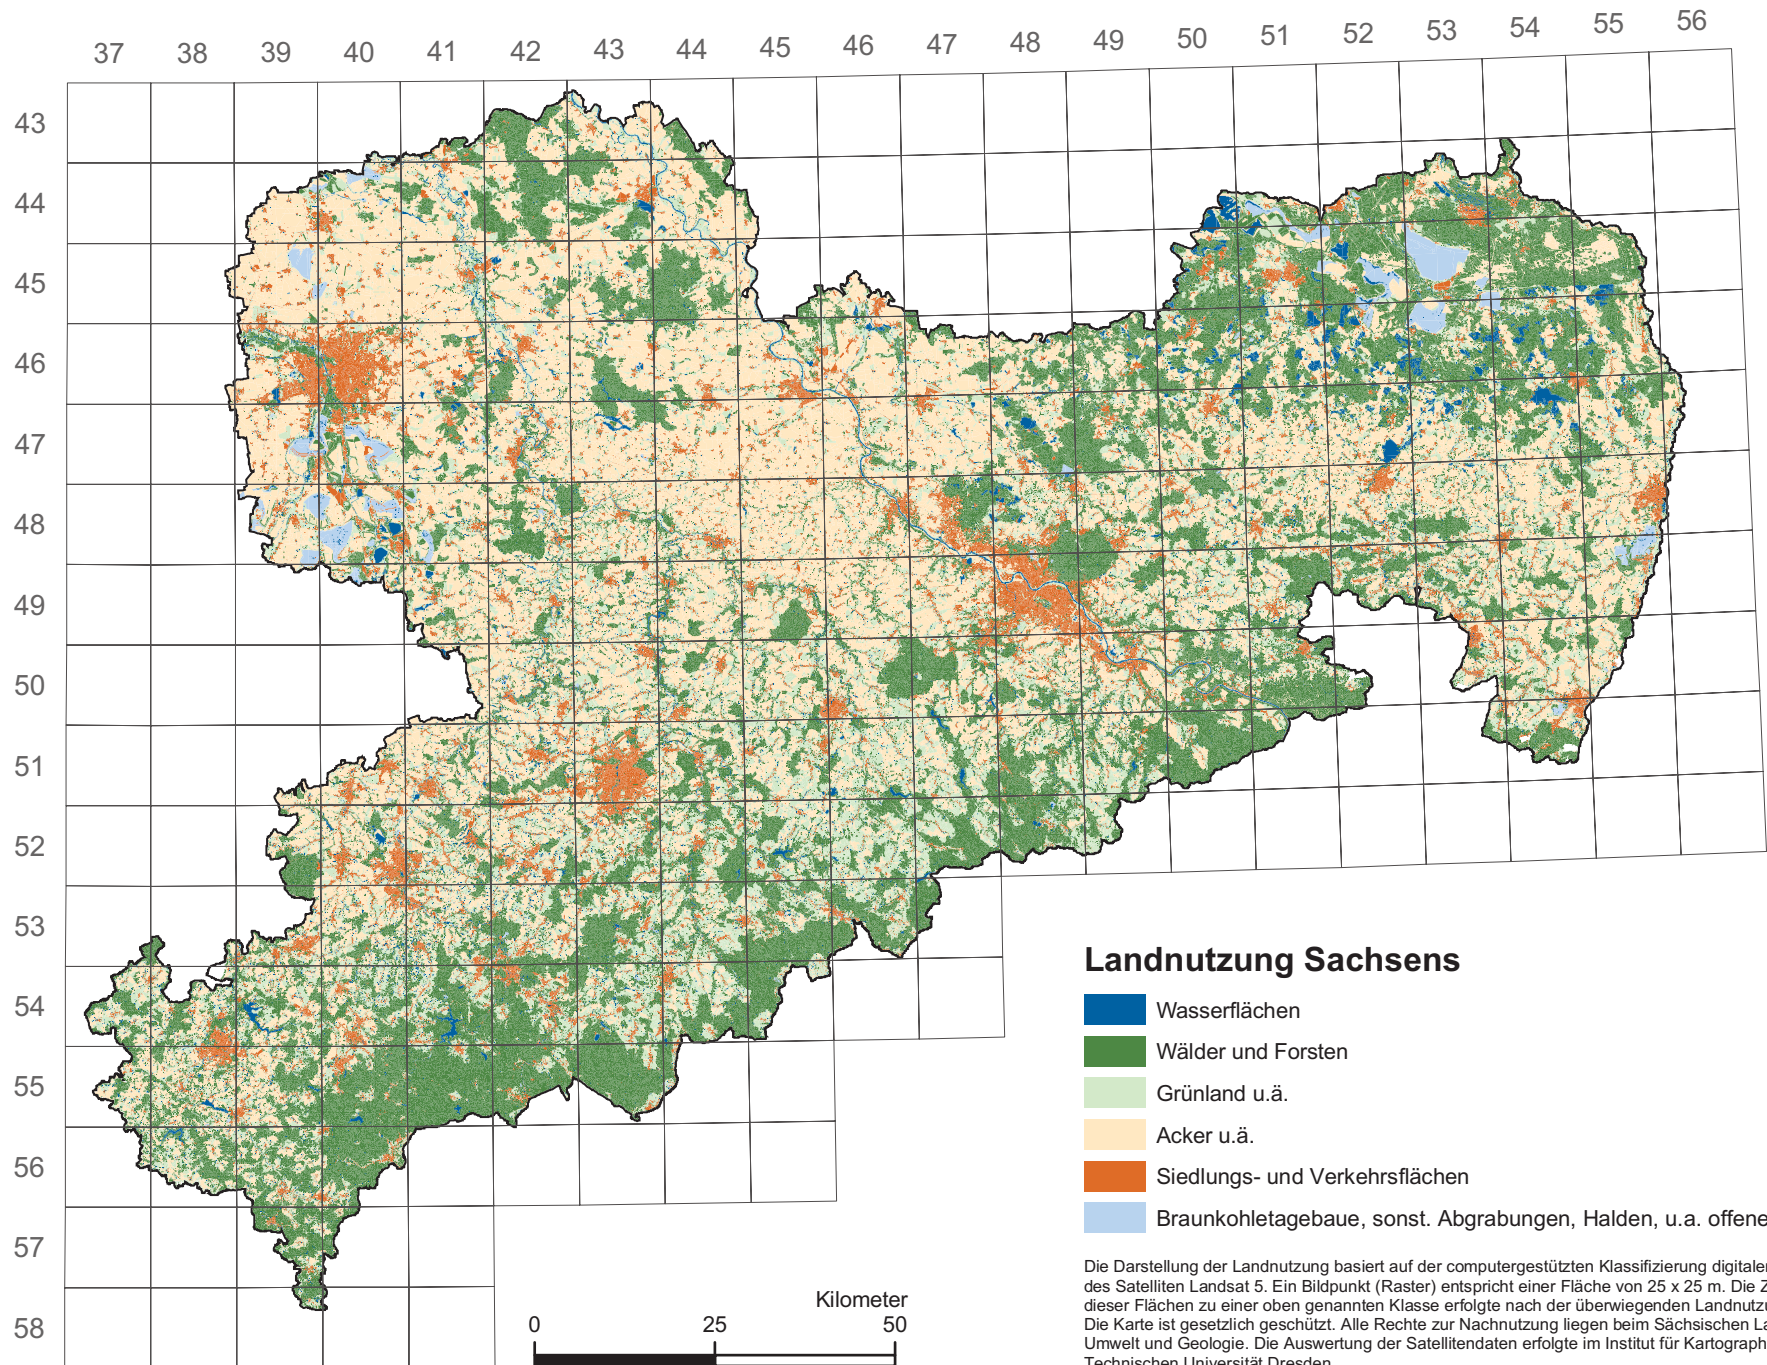 37 38 39 40 41 42 43 44 45 46 47 48 49 50 51 52 53 54 55 56
43
44
45
46
47
48
49
50
51
52
53
54
55
56
57
58
Landnutzung Sachsens
Wasserflächen
Wälder und Forsten
Grünland u.ä.
Acker u.ä.
Siedlungs- und Verkehrsflächen
Braunkohletagebaue, sonst. Abgrabungen, Halden, u.a. offene
Die Darstellung der Landnutzung basiert auf der computergestützten Klassifizierung digitaler
des Satelliten Landsat 5. Ein Bildpunkt (Raster) entspricht einer Fläche von 25 x 25 m. Die Z
dieser Flächen zu einer oben genannten Klasse erfolgte nach der überwiegenden Landnutzu
Die Karte ist gesetzlich geschützt. Alle Rechte zur Nachnutzung liegen beim Sächsischen La
Umwelt und Geologie. Die Auswertung der Satellitendaten erfolgte im Institut für Kartograph
Technischen Universität Dresden
Kilometer
0 25 50